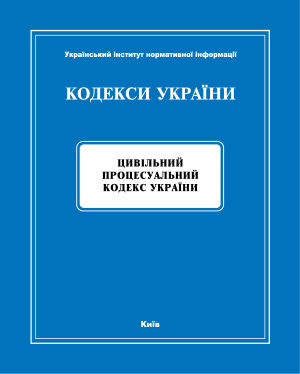 Український інститут нормативної інформації
КОДЕКСИ УКРАЇНИ
ЦИВІЛЬНИЙ
ПРОЦЕСУАЛЬНИЙ
КОДЕКС УКРАЇНИ
Київ